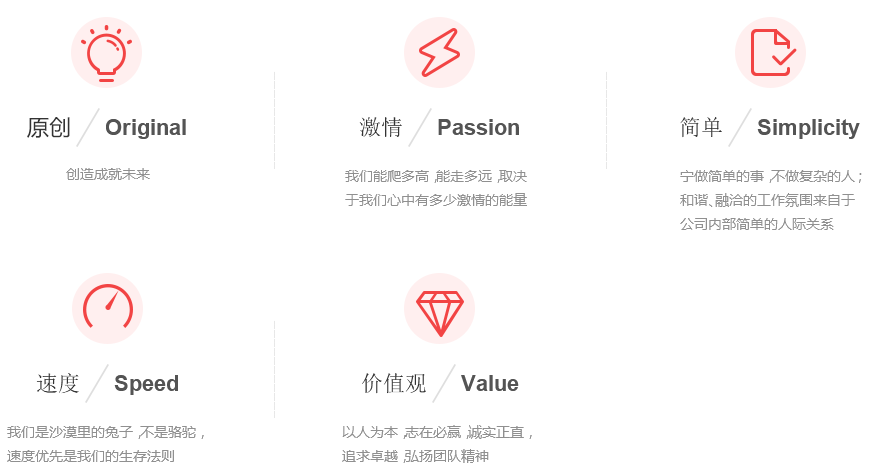 原创 / Original
创造成就未来
激情 / Passion
我们能爬多高，能走多远，取决
于我们心中有多少激情的能量
简单 / Simplicity
宁做简单的事，不做复杂的人；
和谐、融洽的工作氛围来自于
公司内部简单的人际关系
速度 / Speed
我们是沙漠里的兔子，不是骆驼，
速度优先是我们的生存法则
价值观 / Value
以人为本，志在必赢，诚实正直，
追求卓越，弘扬团队精神